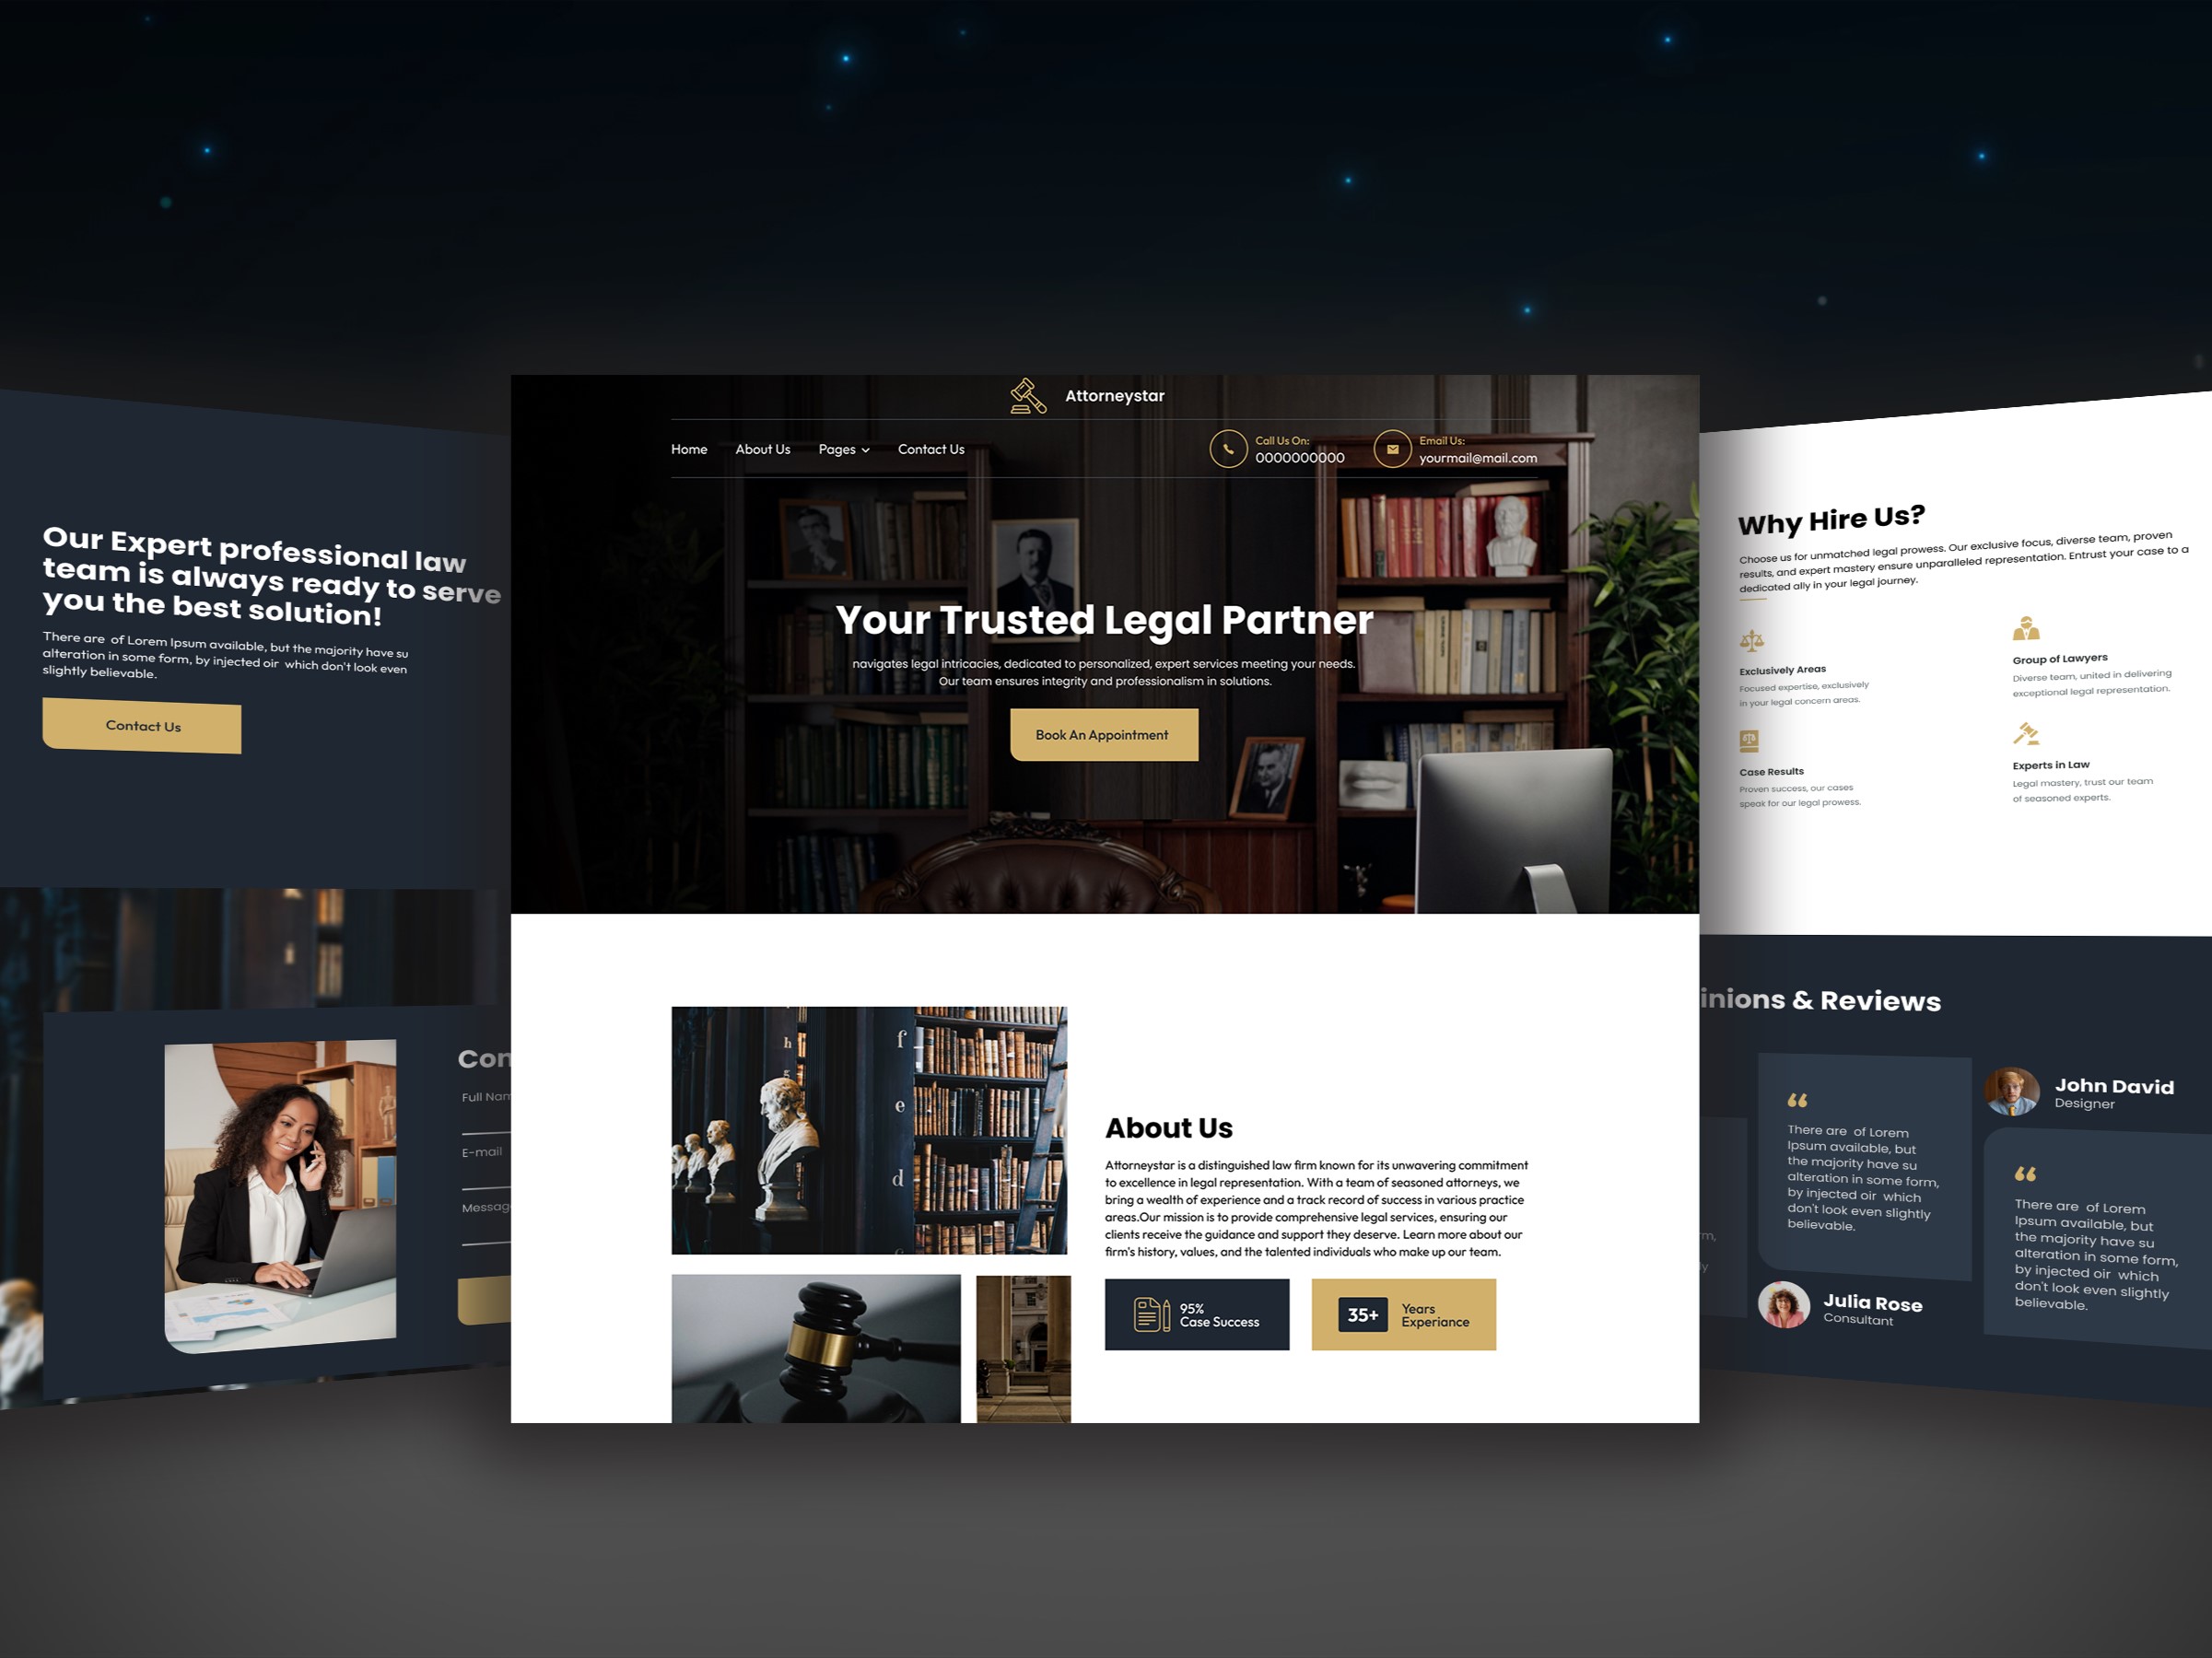 Our Expert professional law
team is always ready to serve
you the best solution!
There are  of Lorem Ipsum available, but the majority have su
alteration in some form, by injected oir  which don't look even
slightly believable.
Contact Us
Con
Full Nam
E-mail
Messag
Attorneystar
Home
About Us
Pages
Contact Us
Call Us On:
0000000000
Email Us:
yourmail@mail.com
Your Trusted Legal Partner
navigates legal intricacies, dedicated to personalized, expert services meeting your needs.
Our team ensures integrity and professionalism in solutions.
Book An Appointment
h
f
e
d
About Us
Attorneystar is a distinguished law firm known for its unwavering commitment
to excellence in legal representation. With a team of seasoned attorneys, we
bring a wealth of experience and a track record of success in various practice
areas.Our mission is to provide comprehensive legal services, ensuring our
clients receive the guidance and support they deserve. Learn more about our
firm's history, values, and the talented individuals who make up our team.
95%
Case Success
35+
Years
Experiance
Why Hire Us?
Choose us for unmatched legal prowess. Our exclusive focus, diverse team, proven
results, and expert mastery ensure unparalleled representation. Entrust your case to a
dedicated ally in your legal journey.
Exclusively Areas
Focused expertise, exclusively
in your legal concern areas.
Group of Lawyers
Diverse team, united in delivering
exceptional legal representation.
Case Results
Proven success, our cases
speak for our legal prowess.
Experts in Law
Legal mastery, trust our team
of seasoned experts.
inions & Reviews
There are  of Lorem
Ipsum available, but
the majority have su
alteration in some form,
by injected oir  which
don't look even slightly
believable.
Julia Rose
Consultant
John David
Designer
There are  of Lorem
Ipsum available, but
the majority have su
alteration in some form,
by injected oir  which
don't look even slightly
believable.